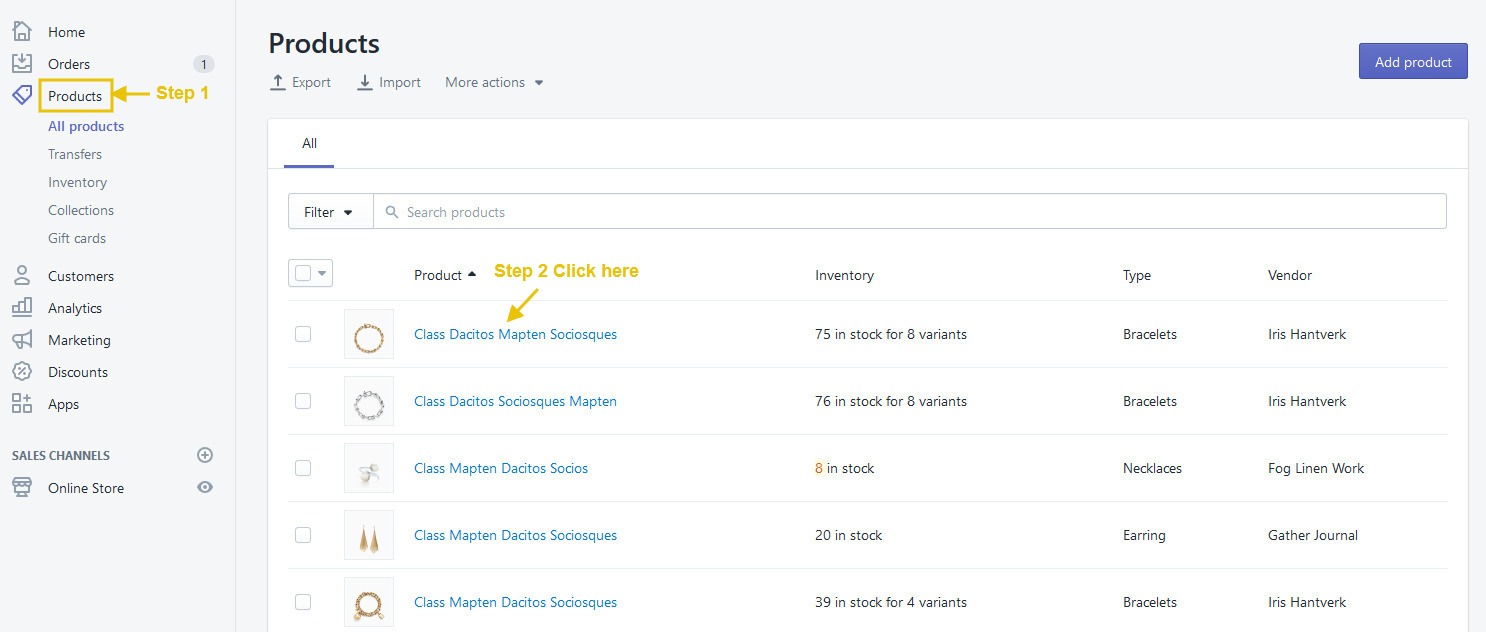 Home
Orders 1
Products Step 1
All products
Transfers
Inventory
Collections
Gift cards
Customers
Analytics
Marketing
Discounts
Apps
SALES CHANNELS
Online Store
Products
Export Import More actions
Add product
All
Filter Search products
Step 2 Click here
Product Inventory Type Vendor
Class Dacitos Mapten Sociosques 75 in stock for 8 variants Bracelets Iris Hantverk
Class Dacitos Sociosques Mapten 76 in stock for 8 variants Bracelets Iris Hantverk
Class Mapten Dacitos Socios 8 in stock Necklaces Fog Linen Work
Class Mapten Dacitos Sociosques 20 in stock Earring Gather Journal
Class Mapten Dacitos Sociosques 39 in stock for 4 variants Bracelets Iris Hantverk